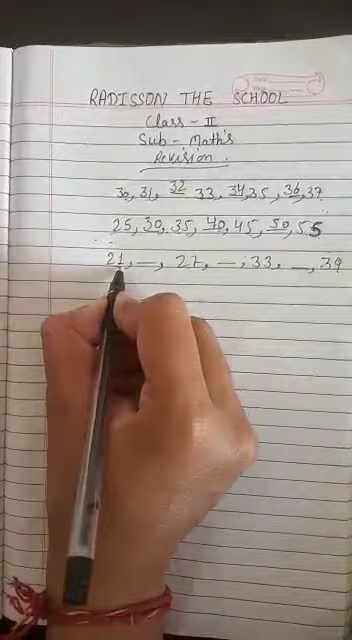 RADISSON THE SCHOOL
Class - II
Sub - Math's
Revision.
30, 31, 32 33, 34, 35, 36, 37
25, 30, 35, 40, 45, 50, 55
21, _, 27, _, 33, _, 39